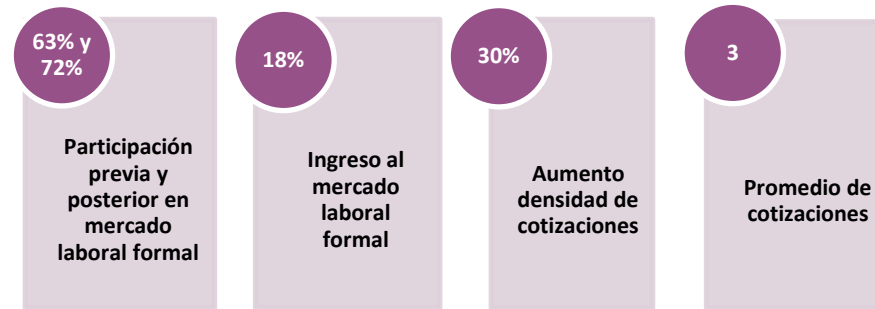 63% y
72%
Participación
previa y
posterior en
mercado
laboral formal
18%
Ingreso al
mercado
laboral
formal
30%
Aumento
densidad de
cotizaciones
3
Promedio de
cotizaciones